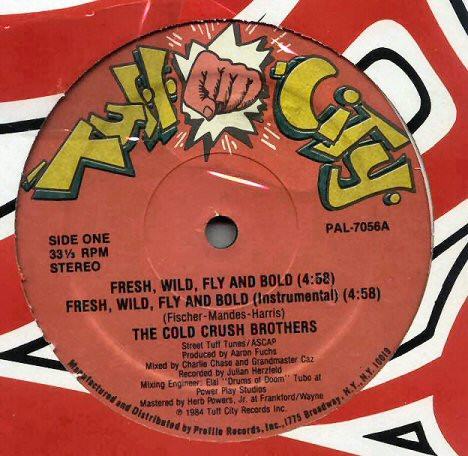 Tuff City
PAL-7056A
SIDE ONE
33⅓ RPM
STEREO
FRESH, WILD, FLY AND BOLD (4:58)
FRESH, WILD, FLY AND BOLD (Instrumental) (4:58)
(Fischer-Mandes-Harris)
THE COLD CRUSH BROTHERS
Street Tuff Tunes/ASCAP
Produced by Aaron Fuchs
Mixed by Charlie Chase and Grandmaster Caz
Recorded by Julian Herzfeld
Mixing Engineer: Elai "Drums of Doom" Tubo at
Power Play Studios
Mastered by Herb Powers, Jr. at Frankford/Wayne
℗ 1984 Tuff City Records Inc.
Manufactured and Distributed by Profile Records, Inc., 1775 Broadway, N.Y., N.Y. 10019